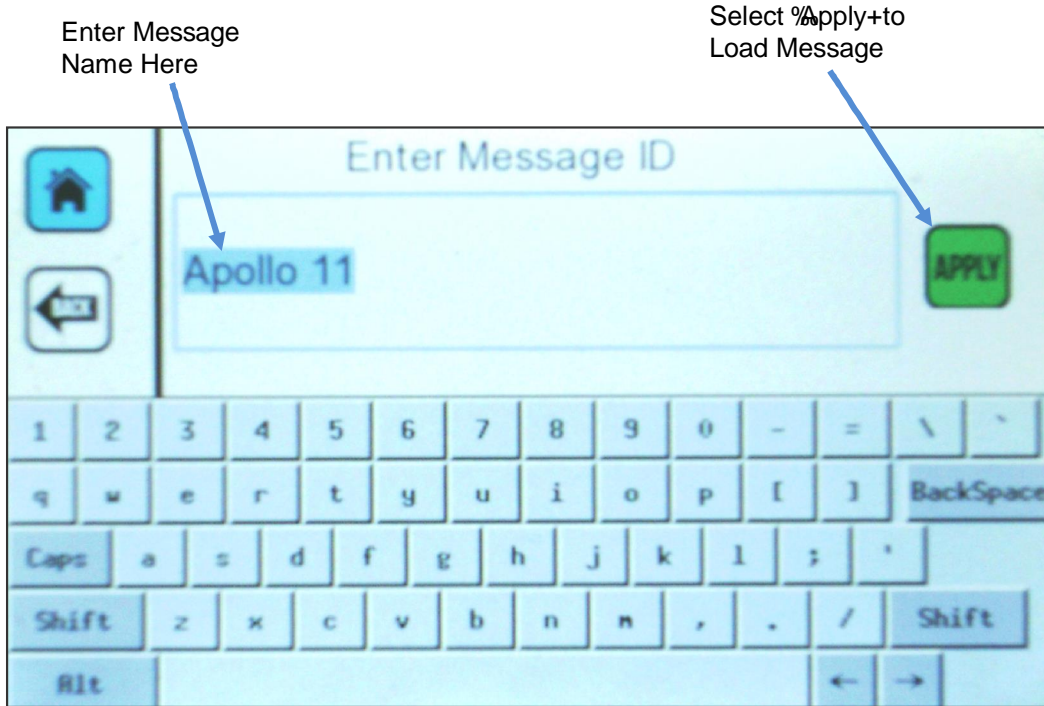 Enter Message
Name Here
Select %Apply+to
Load Message
Enter Message ID
Apollo 11
APPLY
1 2 3 4 5 6 7 8 9 0 - = \ `
q w e r t y u i o p [ ] BackSpace
Caps a s d f g h j k l ; '
Shift z x c v b n m , . / Shift
Alt ← →